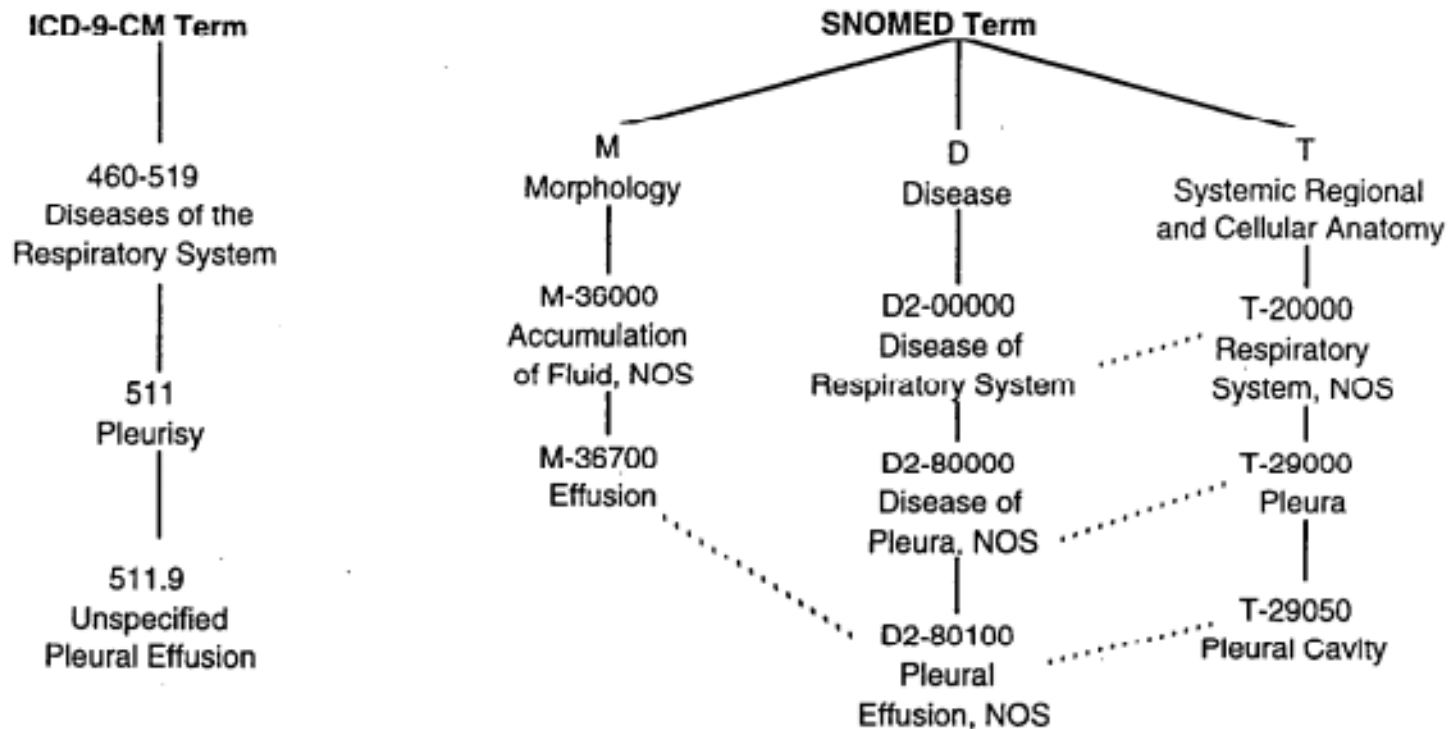 ICD-9-CM Term
460-519
Diseases of the
Respiratory System
511
Pleurisy
511.9
Unspecified
Pleural Effusion
SNOMED Term
M
Morphology
M-36000
Accumulation
of Fluid, NOS
M-36700
Effusion
D
Disease
D2-00000
Disease of
Respiratory System
D2-80000
Disease of
Pleura, NOS
D2-80100
Pleural
Effusion, NOS
T
Systemic Regional
and Cellular Anatomy
T-20000
Respiratory
System, NOS
T-29000
Pleura
T-29050
Pleural Cavity